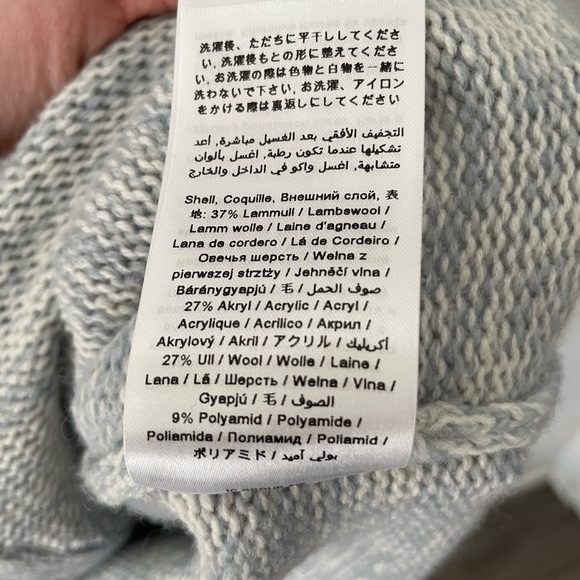 洗濯後、ただちに平干ししてくださ
い, 洗濯後もとの形に整えてくださ
い, お洗濯の際は色物と白物を一緒に
洗わないで下さい, お洗濯、アイロン
をかける際は裏返しにしてください
التجفيف الأفقي بعد الغسيل مباشرة, أعد
تشكيلها عندما تكون رطبة, اغسل بألوان
متشابهة, اغسل واكو في الداخل والخارج
Shell, Coquille, Внешний слой, 表
地: 37% Lammull / Lambswool /
Lamm wolle / Laine d'agneau /
Lana de cordero / Lá de Cordeiro /
Овечья шерсть / Wełna z
pierwszej strztży / Jehněčí vlna /
Báránygyapjú / 毛 / صوف الحمل /
27% Akryl / Acrylic / Acryl /
Acrylique / Acrilico / Акрил /
Akrylový / Akril / アクリル / أكريليك /
27% Ull / Wool / Wolle / Laine /
Lana / Lã / Шерсть / Wełna / Vlna /
Gyapjú / 毛 / الصوف /
9% Polyamid / Polyamide /
Poliamida / Полиамид / Poliamid /
ポリアミド / بولي أميد